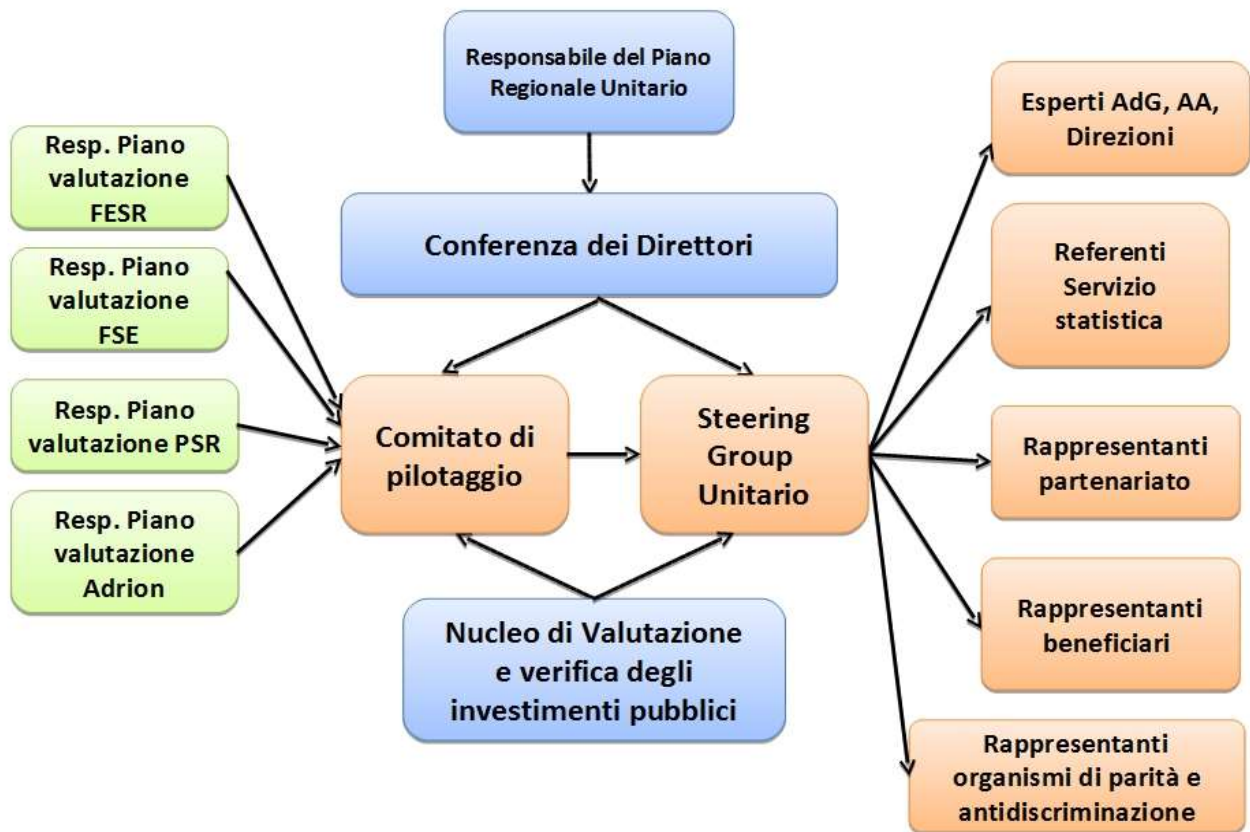 Responsabile del Piano
Regionale Unitario
Conferenza dei Direttori
Resp. Piano
valutazione
FESR
Resp. Piano
valutazione
FSE
Resp. Piano
valutazione PSR
Resp. Piano
valutazione
Adrion
Comitato di
pilotaggio
Steering
Group
Unitario
Nucleo di Valutazione
e verifica degli
investimenti pubblici
Esperti AdG, AA,
Direzioni
Referenti
Servizio
statistica
Rappresentanti
partenariato
Rappresentanti
beneficiari
Rappresentanti
organismi di parità e
antidiscriminazione